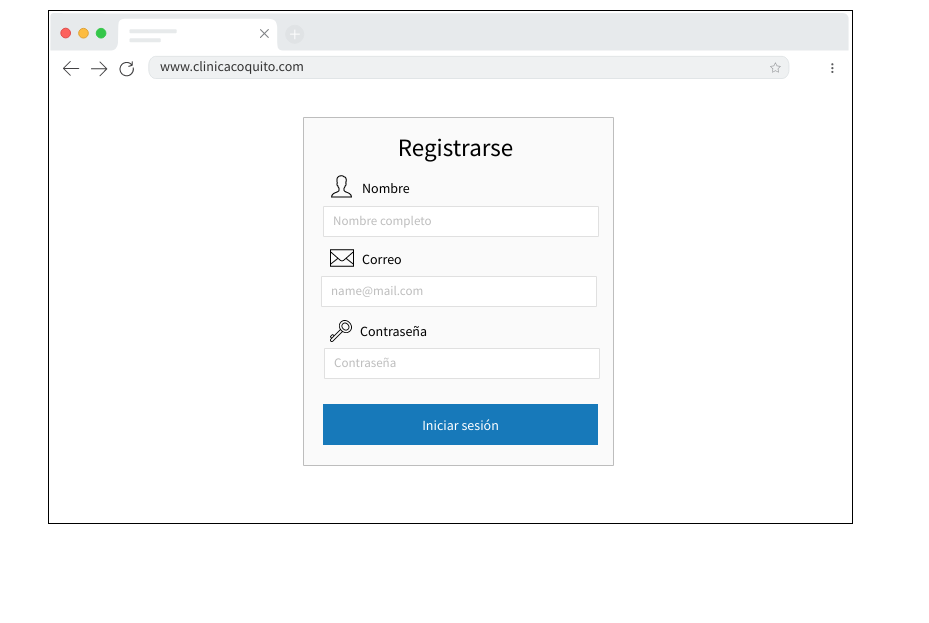 www.clinicacoquito.com
Registrarse
Nombre
Nombre completo
Correo
name@mail.com
Contraseña
Contraseña
Iniciar sesión